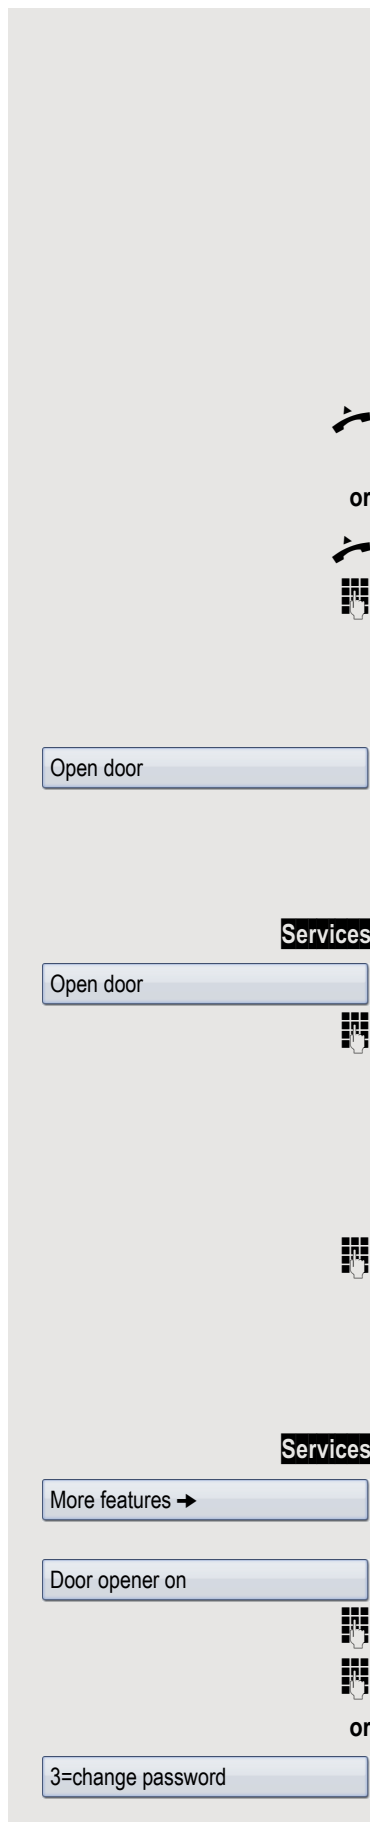 or
Open door
Services
Open door
Services
More features ➔
Door opener on
or
3=change password